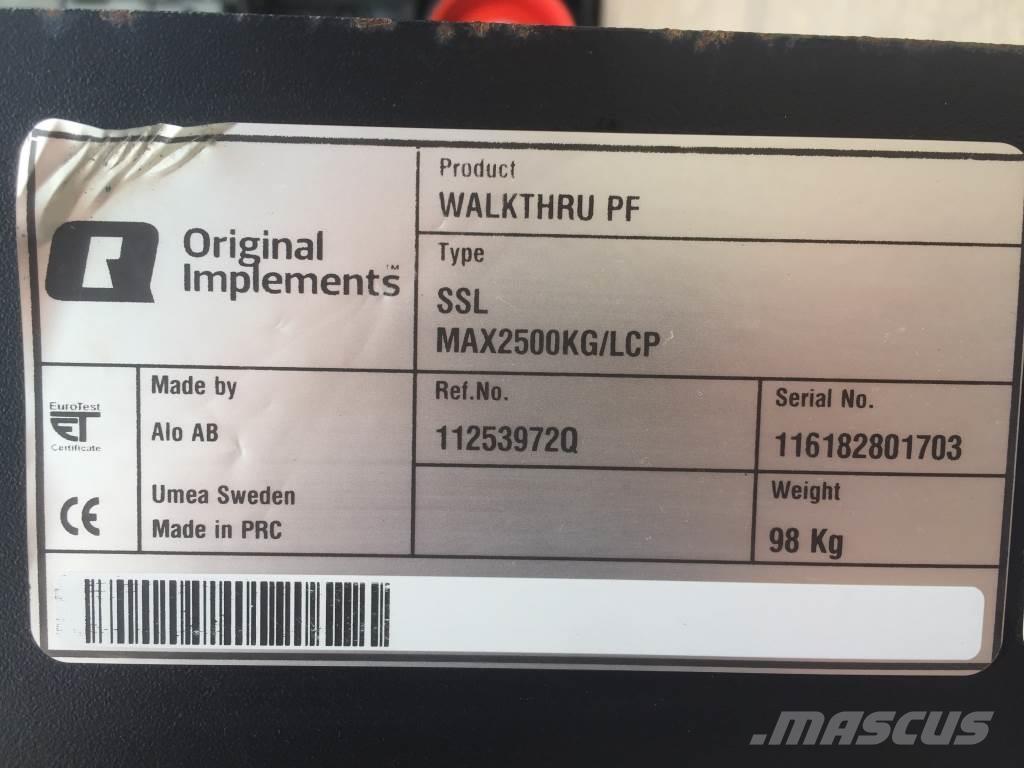 Original
Implements™
Product
WALKTHRU PF
Type
SSL
MAX2500KG/LCP
EuroTest
ET
Certificate
CE
Made by
Alo AB
Umea Sweden
Made in PRC
Ref.No.
11253972Q
Serial No.
116182801703
Weight
98 Kg
.MASCUS